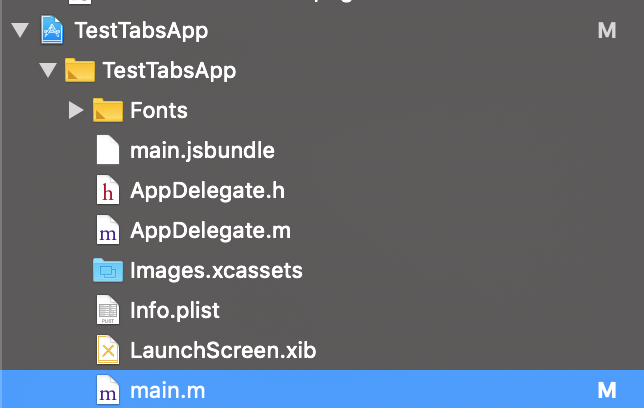 TestTabsApp M
TestTabsApp
Fonts
main.jsbundle
h AppDelegate.h
m AppDelegate.m
Images.xcassets
PLIST Info.plist
LaunchScreen.xib
m main.m M